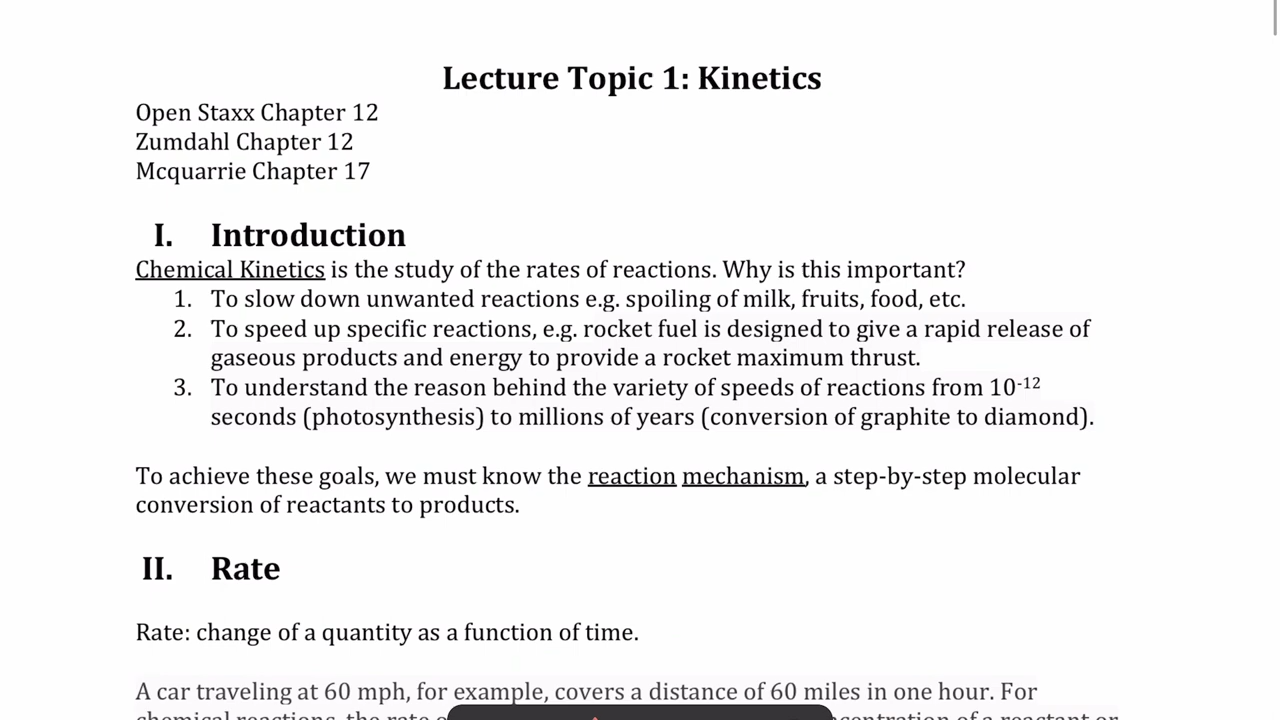 Lecture Topic 1: Kinetics
Open Staxx Chapter 12
Zumdahl Chapter 12
Mcquarrie Chapter 17
I. Introduction
Chemical Kinetics is the study of the rates of reactions. Why is this important?
1. To slow down unwanted reactions e.g. spoiling of milk, fruits, food, etc.
2. To speed up specific reactions, e.g. rocket fuel is designed to give a rapid release of
gaseous products and energy to provide a rocket maximum thrust.
3. To understand the reason behind the variety of speeds of reactions from 10⁻¹²
seconds (photosynthesis) to millions of years (conversion of graphite to diamond).
To achieve these goals, we must know the reaction mechanism, a step-by-step molecular
conversion of reactants to products.
II. Rate
Rate: change of a quantity as a function of time.
A car traveling at 60 mph, for example, covers a distance of 60 miles in one hour. For
chemical reactions, the rate of a reactant or